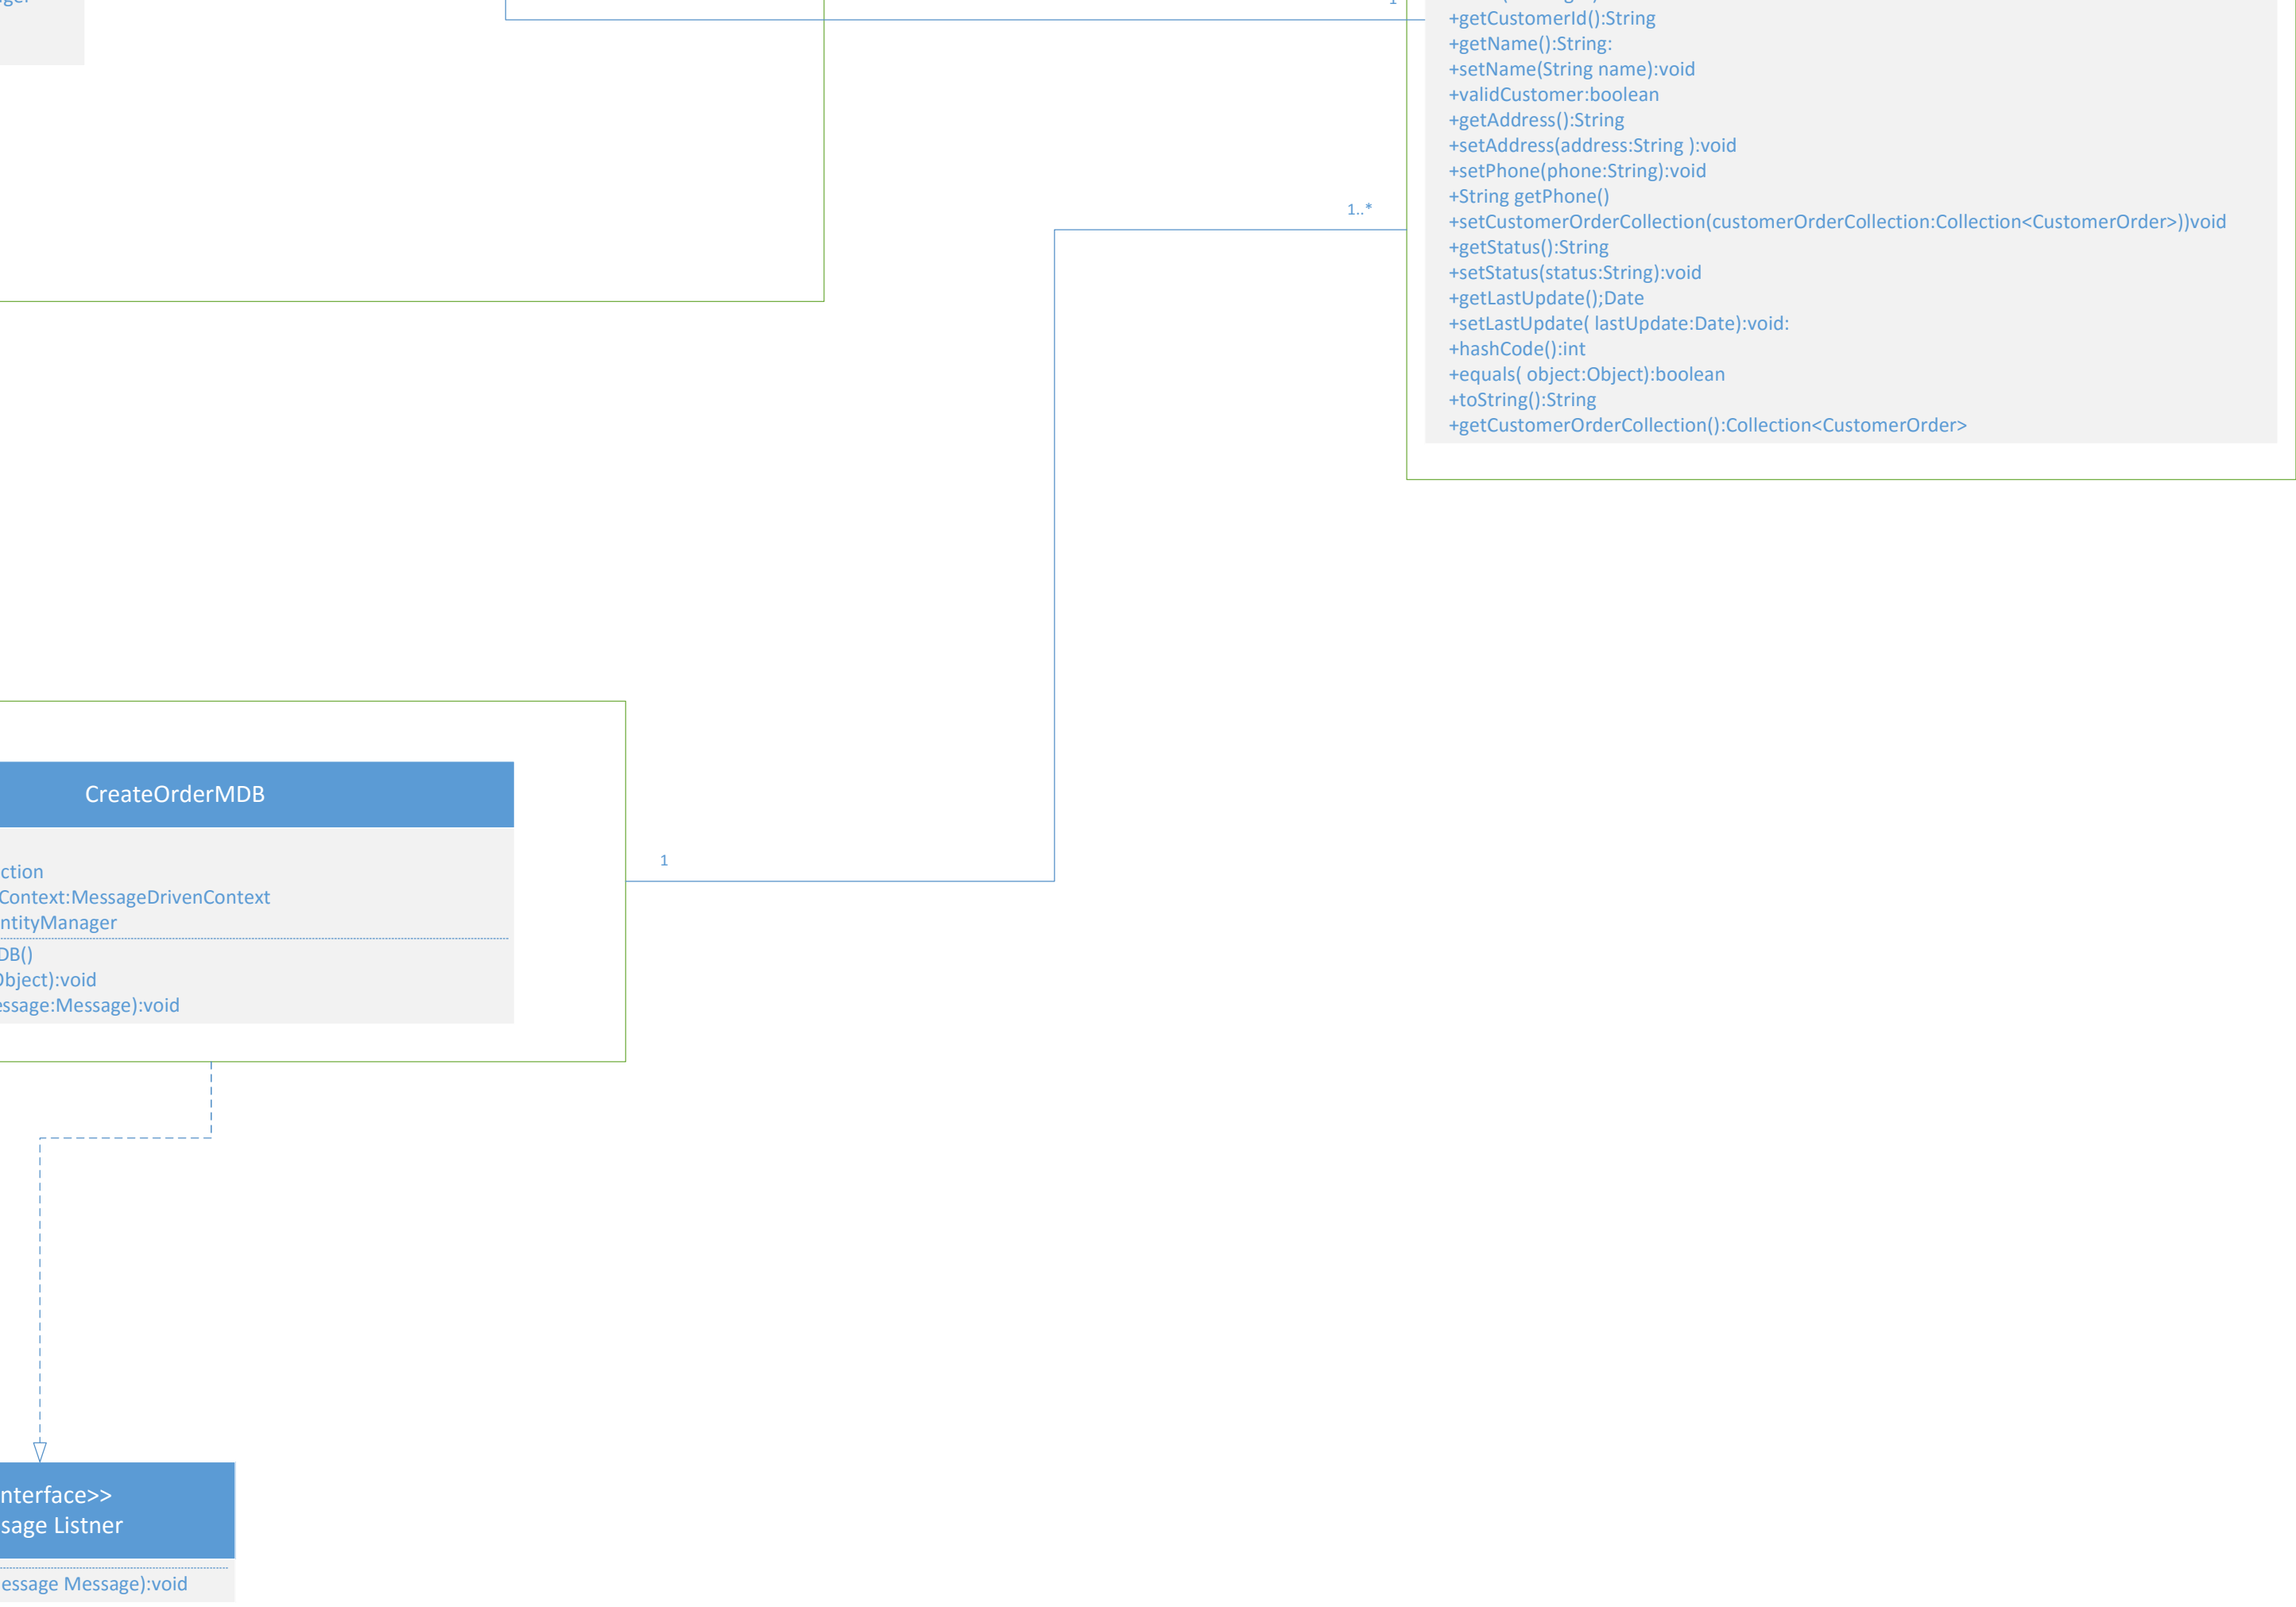 1
+getCustomerId():String
+getName():String:
+setName(String name):void
+validCustomer:boolean
+getAddress():String
+setAddress(address:String ):void
+setPhone(phone:String):void
+String getPhone()
+setCustomerOrderCollection(customerOrderCollection:Collection<CustomerOrder>))void
+getStatus():String
+setStatus(status:String):void
+getLastUpdate();Date
+setLastUpdate( lastUpdate:Date):void:
+hashCode():int
+equals( object:Object):boolean
+toString():String
+getCustomerOrderCollection():Collection<CustomerOrder>
1..*
CreateOrderMDB
ction
Context:MessageDrivenContext
ntityManager
DB()
Object):void
essage:Message):void
1
nterface>>
sage Listner
essage Message):void